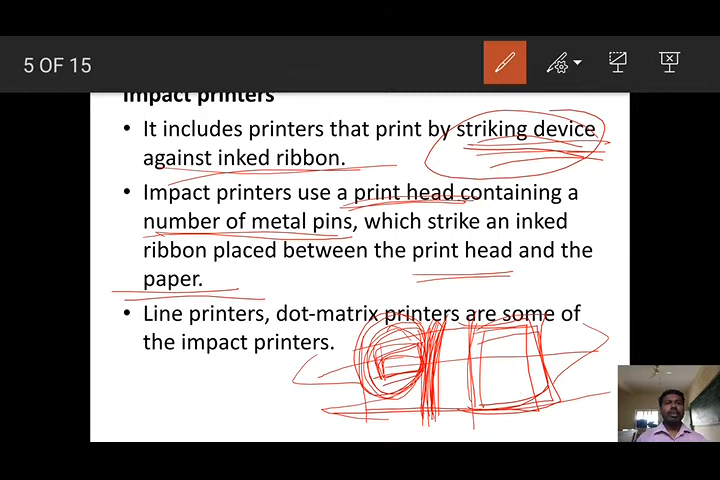 5 OF 15
Impact printers
• It includes printers that print by striking device
against inked ribbon.
• Impact printers use a print head containing a
number of metal pins, which strike an inked
ribbon placed between the print head and the
paper.
• Line printers, dot-matrix printers are some of
the impact printers.